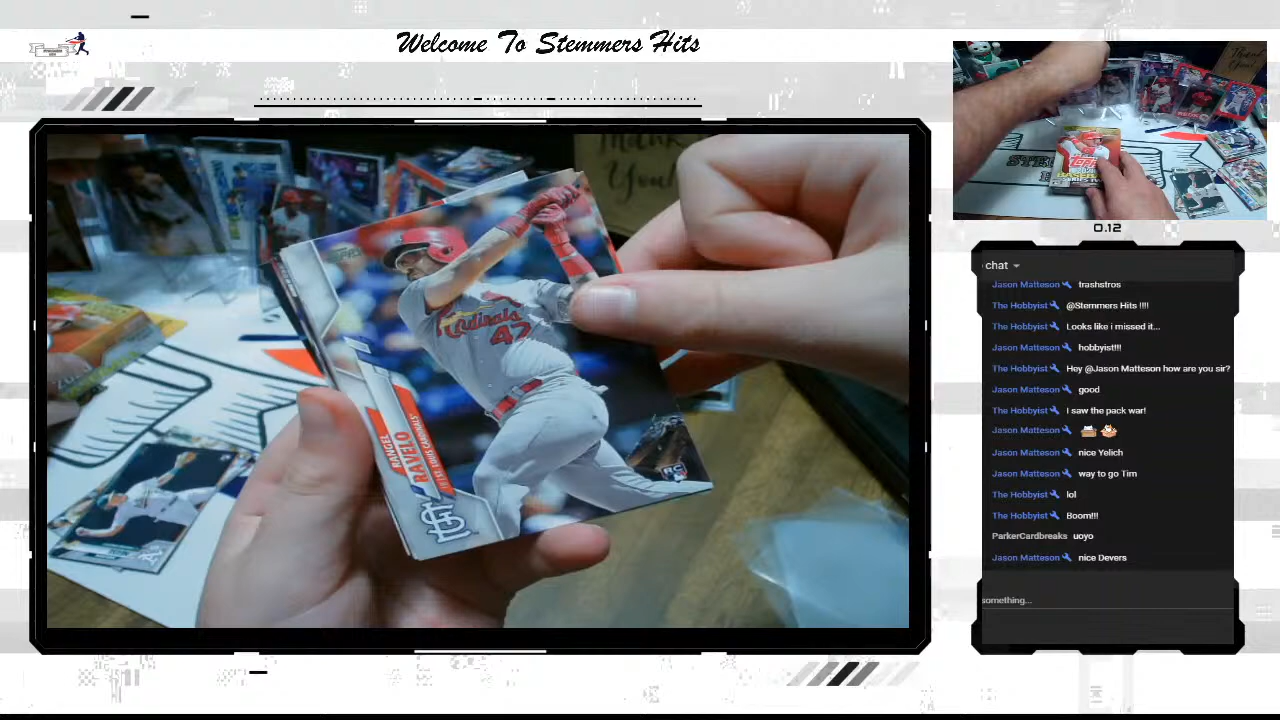 Welcome To Stemmers Hits
Thank
You!
Cardinals
47
RANGEL
RAVELO
ST. LOUIS CARDINALS
RC
0.12
chat
Jason Matteson trashstros
The Hobbyist @Stemmers Hits !!!!
The Hobbyist Looks like i missed it...
Jason Matteson hobbyist!!!
The Hobbyist Hey @Jason Matteson how are you sir?
Jason Matteson good
The Hobbyist I saw the pack war!
Jason Matteson
Jason Matteson nice Yelich
Jason Matteson way to go Tim
The Hobbyist lol
The Hobbyist Boom!!!
ParkerCardbreaks uoyo
Jason Matteson nice Devers
something...